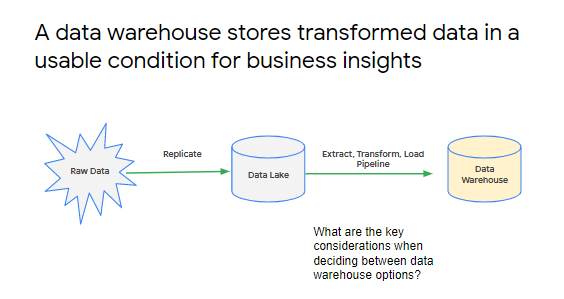 A data warehouse stores transformed data in a
usable condition for business insights
Raw Data
Replicate
Data Lake
Extract, Transform, Load
Pipeline
Data
Warehouse
What are the key
considerations when
deciding between data
warehouse options?